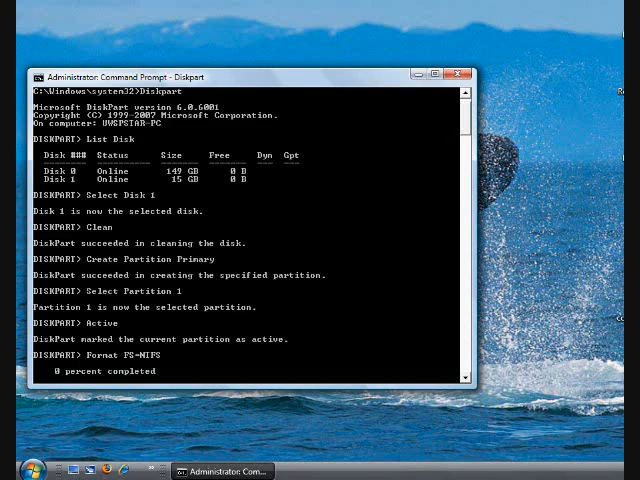 Administrator: Command Prompt - Diskpart
C:\Windows\system32>Diskpart
Microsoft DiskPart version 6.0.6001
Copyright (C) 1999-2007 Microsoft Corporation.
On computer: UWSPSTAR-PC
DISKPART> List Disk
Disk ### Status Size Free Dyn Gpt
Disk 0 Online 149 GB 0 B
Disk 1 Online 15 GB 0 B
DISKPART> Select Disk 1
Disk 1 is now the selected disk.
DISKPART> Clean
DiskPart succeeded in cleaning the disk.
DISKPART> Create Partition Primary
DiskPart succeeded in creating the specified partition.
DISKPART> Select Partition 1
Partition 1 is now the selected partition.
DISKPART> Active
DiskPart marked the current partition as active.
DISKPART> Format FS=NTFS
0 percent completed
Administrator: Com...